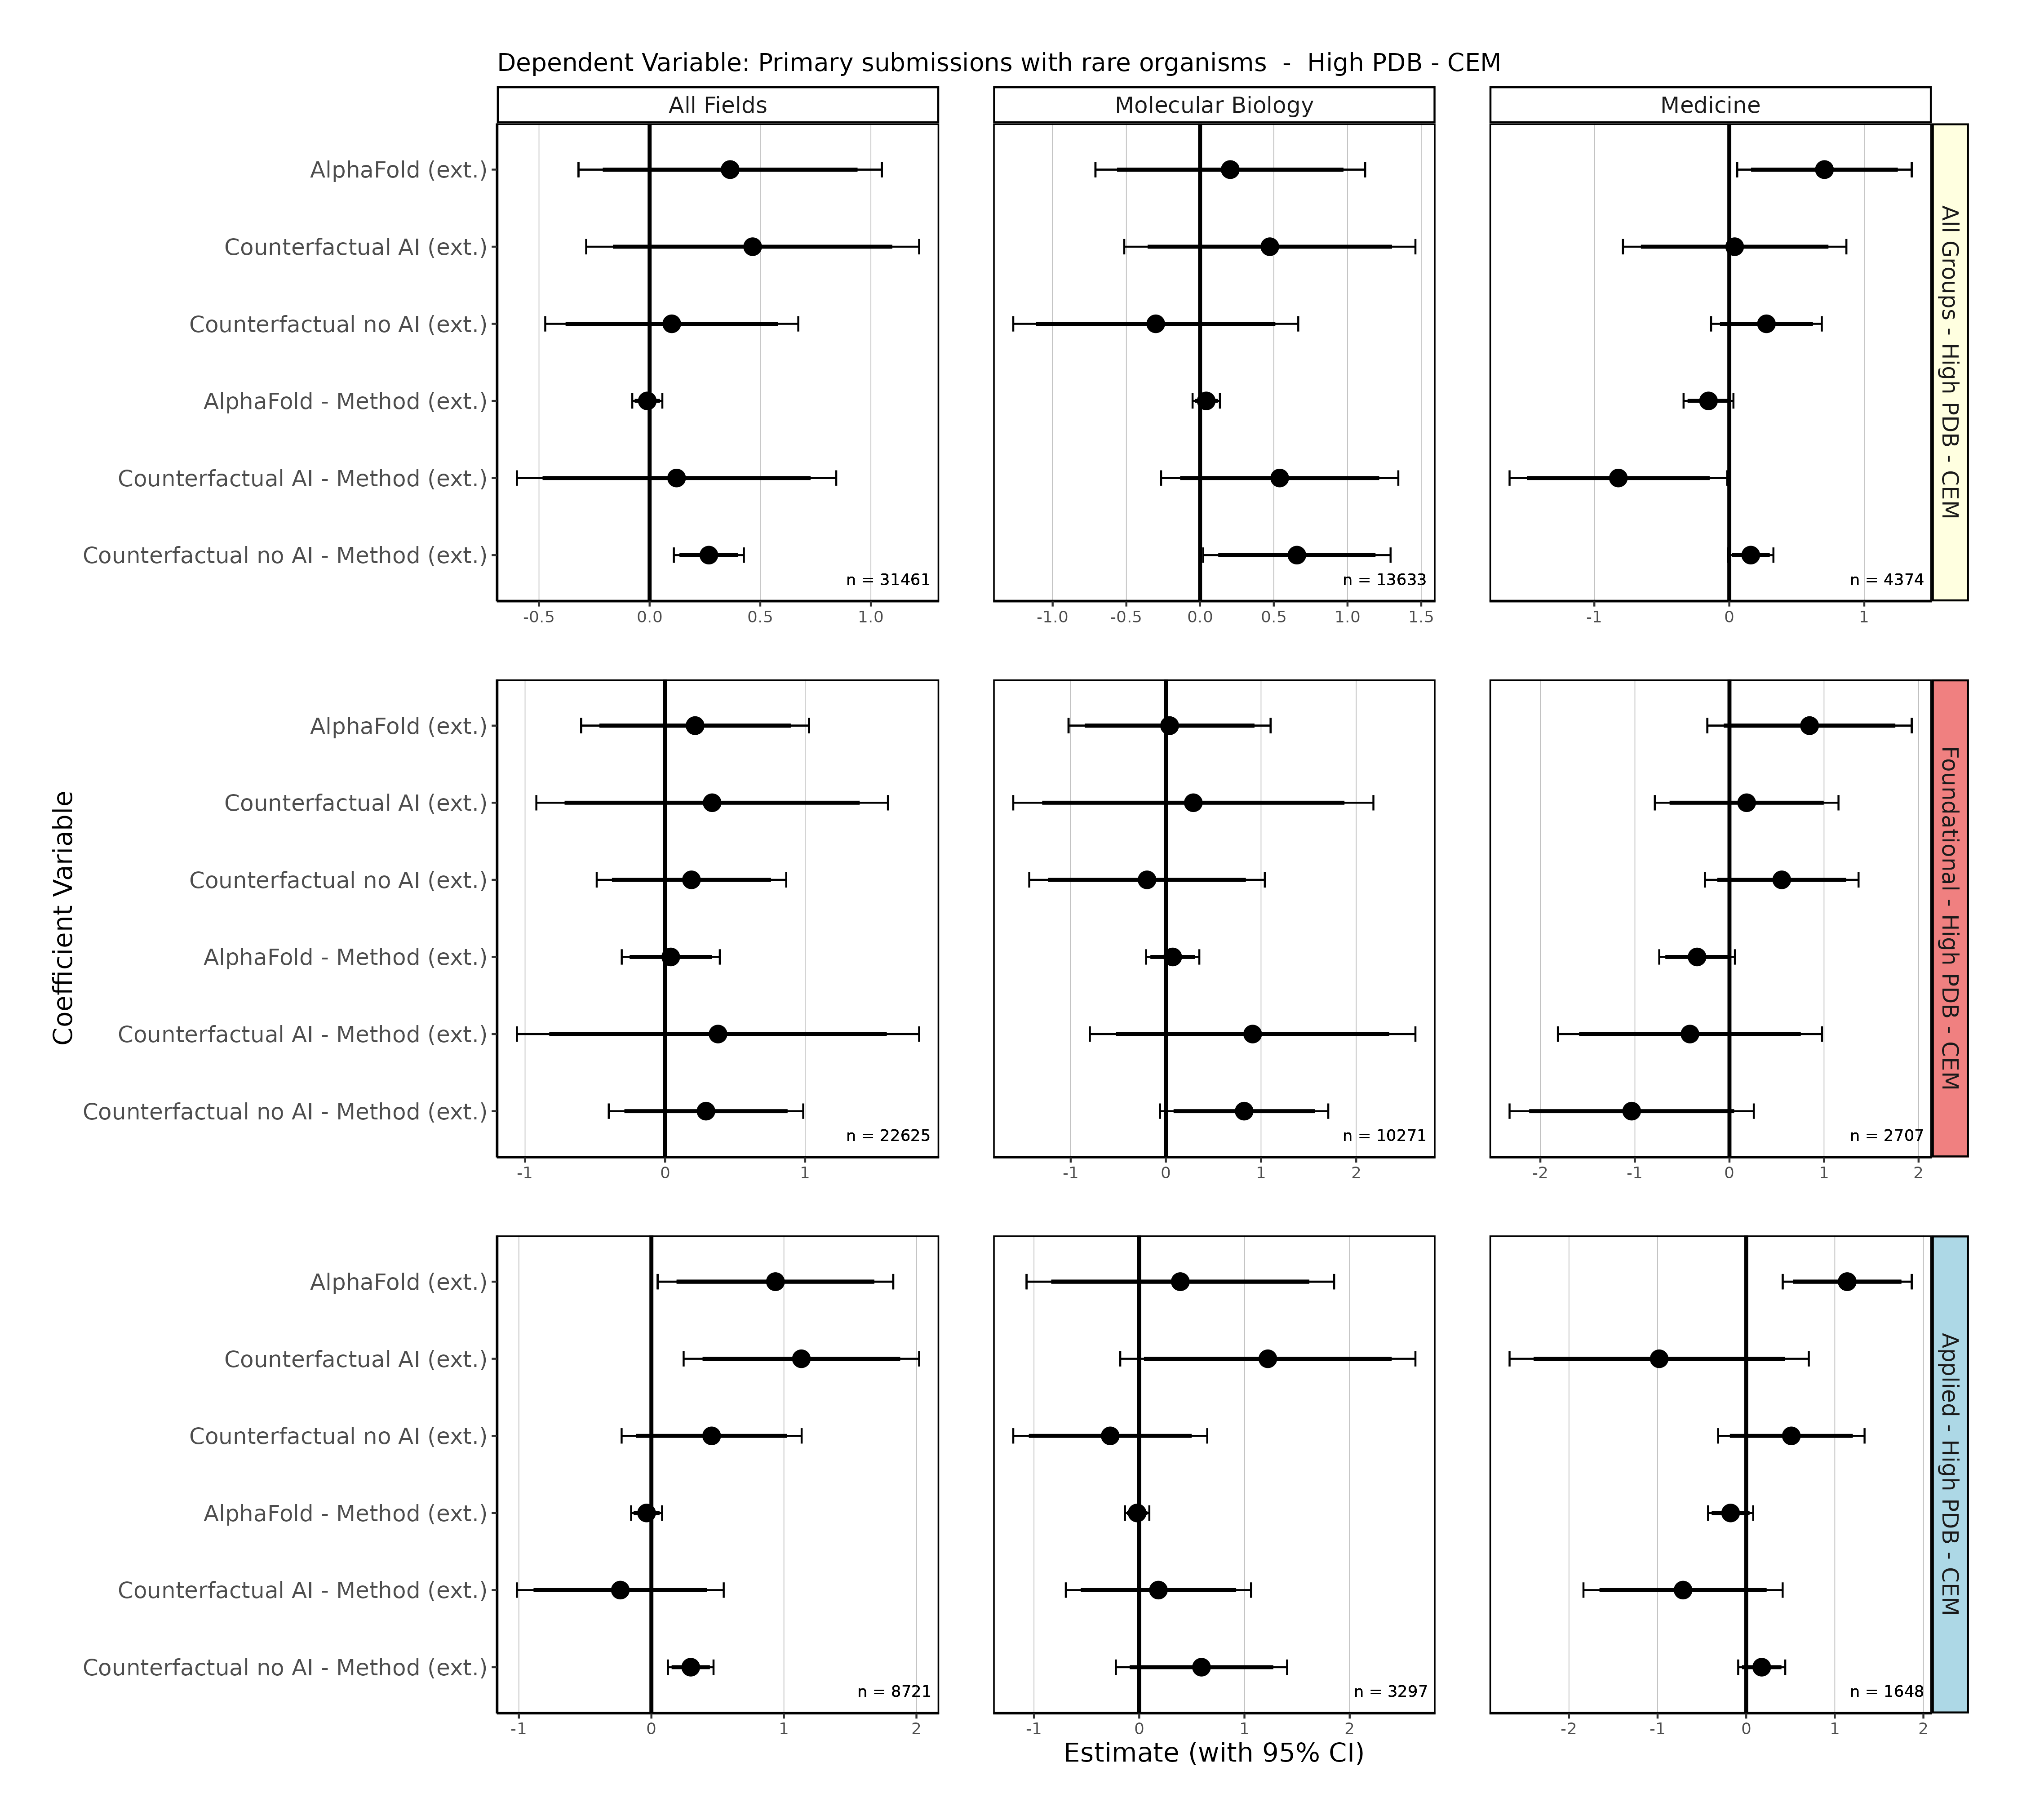 Dependent Variable: Primary submissions with rare organisms - High PDB - CEM
All Fields
Molecular Biology
Medicine
AlphaFold (ext.)
Counterfactual AI (ext.)
Counterfactual no AI (ext.)
AlphaFold - Method (ext.)
Counterfactual AI - Method (ext.)
Counterfactual no AI - Method (ext.)
n = 31461
n = 13633
n = 4374
All Groups - High PDB - CEM
-0.5 0.0 0.5 1.0
-1.0 -0.5 0.0 0.5 1.0 1.5
-1 0 1
Coefficient Variable
AlphaFold (ext.)
Counterfactual AI (ext.)
Counterfactual no AI (ext.)
AlphaFold - Method (ext.)
Counterfactual AI - Method (ext.)
Counterfactual no AI - Method (ext.)
n = 22625
n = 10271
n = 2707
Foundational - High PDB - CEM
-1 0 1
-1 0 1 2
-2 -1 0 1 2
AlphaFold (ext.)
Counterfactual AI (ext.)
Counterfactual no AI (ext.)
AlphaFold - Method (ext.)
Counterfactual AI - Method (ext.)
Counterfactual no AI - Method (ext.)
n = 8721
n = 3297
n = 1648
Applied - High PDB - CEM
-1 0 1 2
-1 0 1 2
-2 -1 0 1 2
Estimate (with 95% CI)